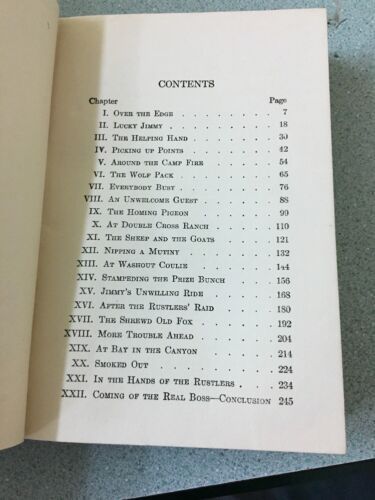 CONTENTS
Chapter Page
I. Over the Edge . . . . . . . . 7
II. Lucky Jimmy . . . . . . . . 18
III. The Helping Hand . . . . . . 30
IV. Picking up Points . . . . . . 42
V. Around the Camp Fire . . . . . 54
VI. The Wolf Pack . . . . . . . 65
VII. Everybody Busy . . . . . . . 76
VIII. An Unwelcome Guest . . . . . 88
IX. The Homing Pigeon . . . . . . 99
X. At Double Cross Ranch . . . . 110
XI. The Sheep and the Goats . . . . 121
XII. Nipping a Mutiny . . . . . . 132
XIII. At Washout Coulie . . . . . . 144
XIV. Stampeding the Prize Bunch . . . 156
XV. Jimmy's Unwilling Ride . . . . 168
XVI. After the Rustlers' Raid . . . . 180
XVII. The Shrewd Old Fox . . . . . 192
XVIII. More Trouble Ahead . . . . . 204
XIX. At Bay in the Canyon . . . . . 214
XX. Smoked Out . . . . . . . . 224
XXI. In the Hands of the Rustlers . . . 234
XXII. Coming of the Real Boss—Conclusion 245